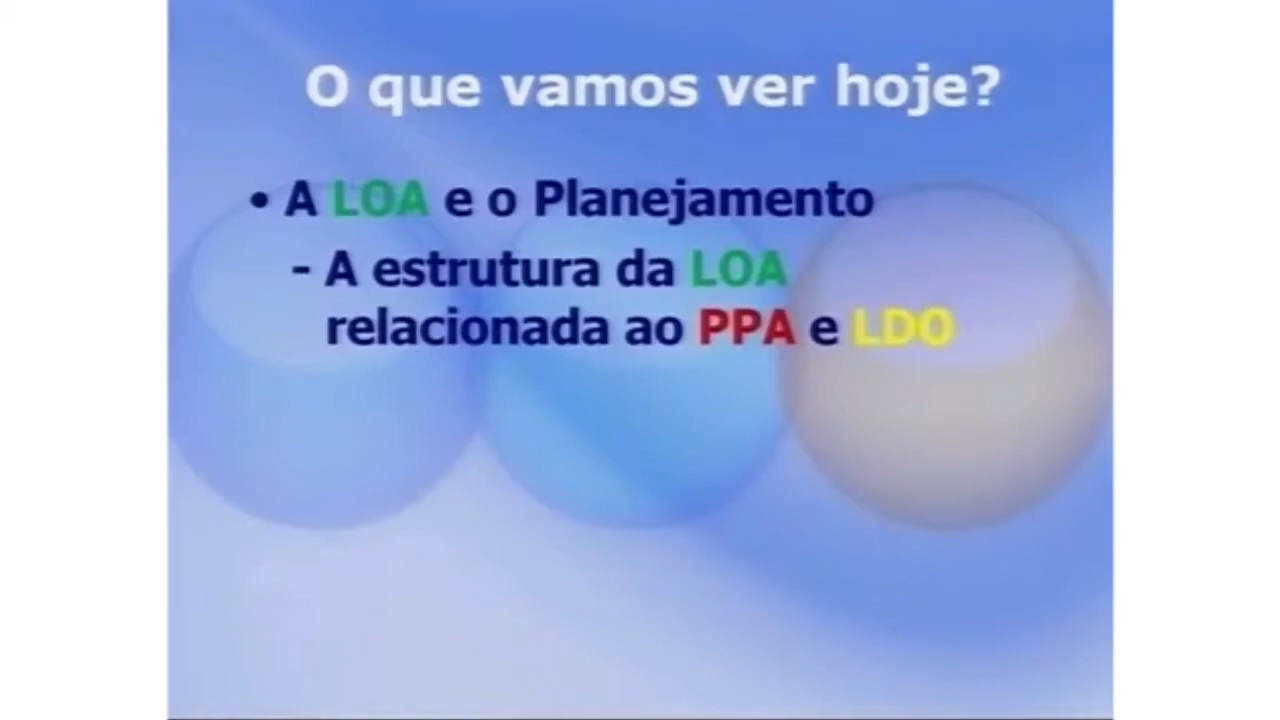 O que vamos ver hoje?
• A LOA e o Planejamento
- A estrutura da LOA
relacionada ao PPA e LDO